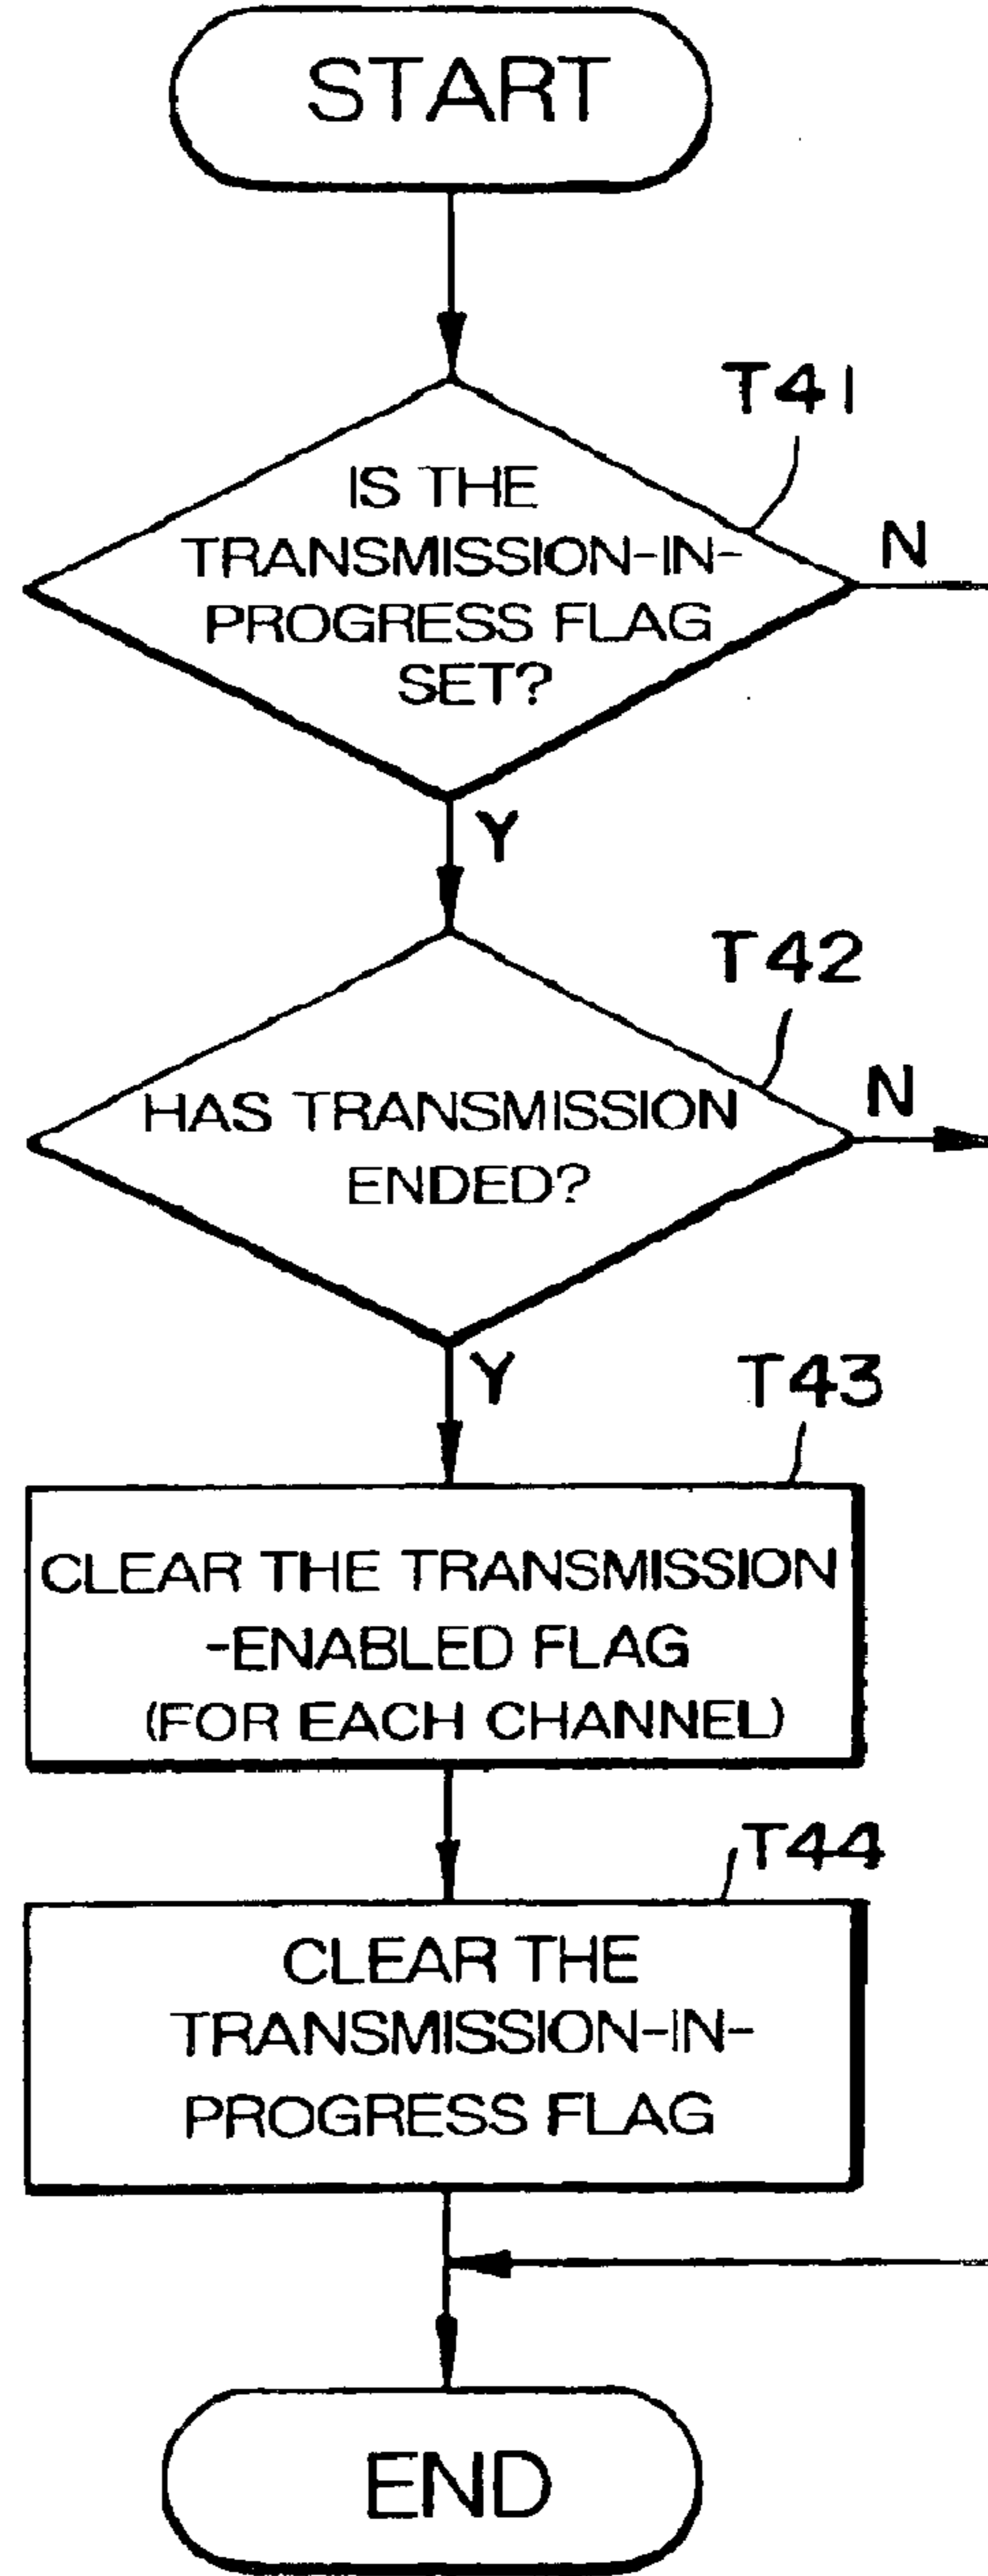 START
T41
IS THE
TRANSMISSION-IN-
PROGRESS FLAG
SET?
N
Y
T42
HAS TRANSMISSION
ENDED?
N
Y
T43
CLEAR THE TRANSMISSION
-ENABLED FLAG
(FOR EACH CHANNEL)
T44
CLEAR THE
TRANSMISSION-IN-
PROGRESS FLAG
END